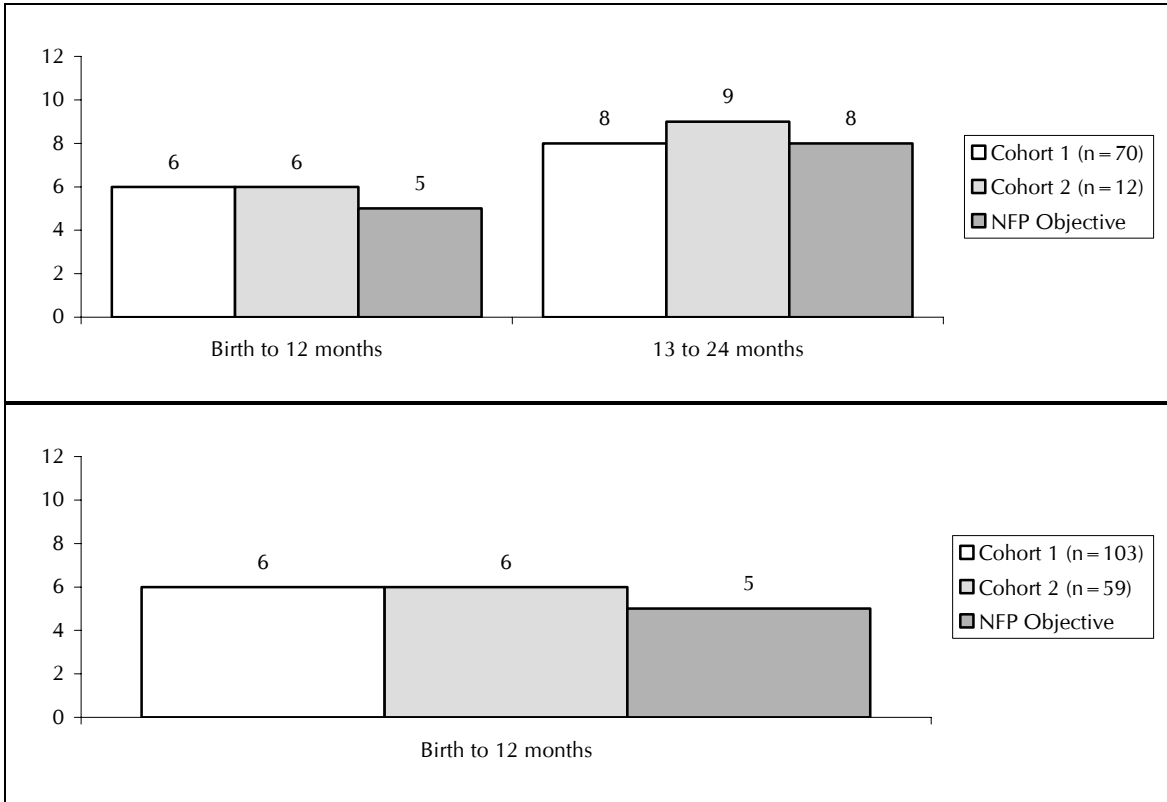 12
10
8
6
4
2
0
6
6
5
8
9
8
Birth to 12 months
13 to 24 months
Cohort 1 (n=70)
Cohort 2 (n=12)
NFP Objective
12
10
8
6
4
2
0
6
6
5
Birth to 12 months
Cohort 1 (n=103)
Cohort 2 (n=59)
NFP Objective